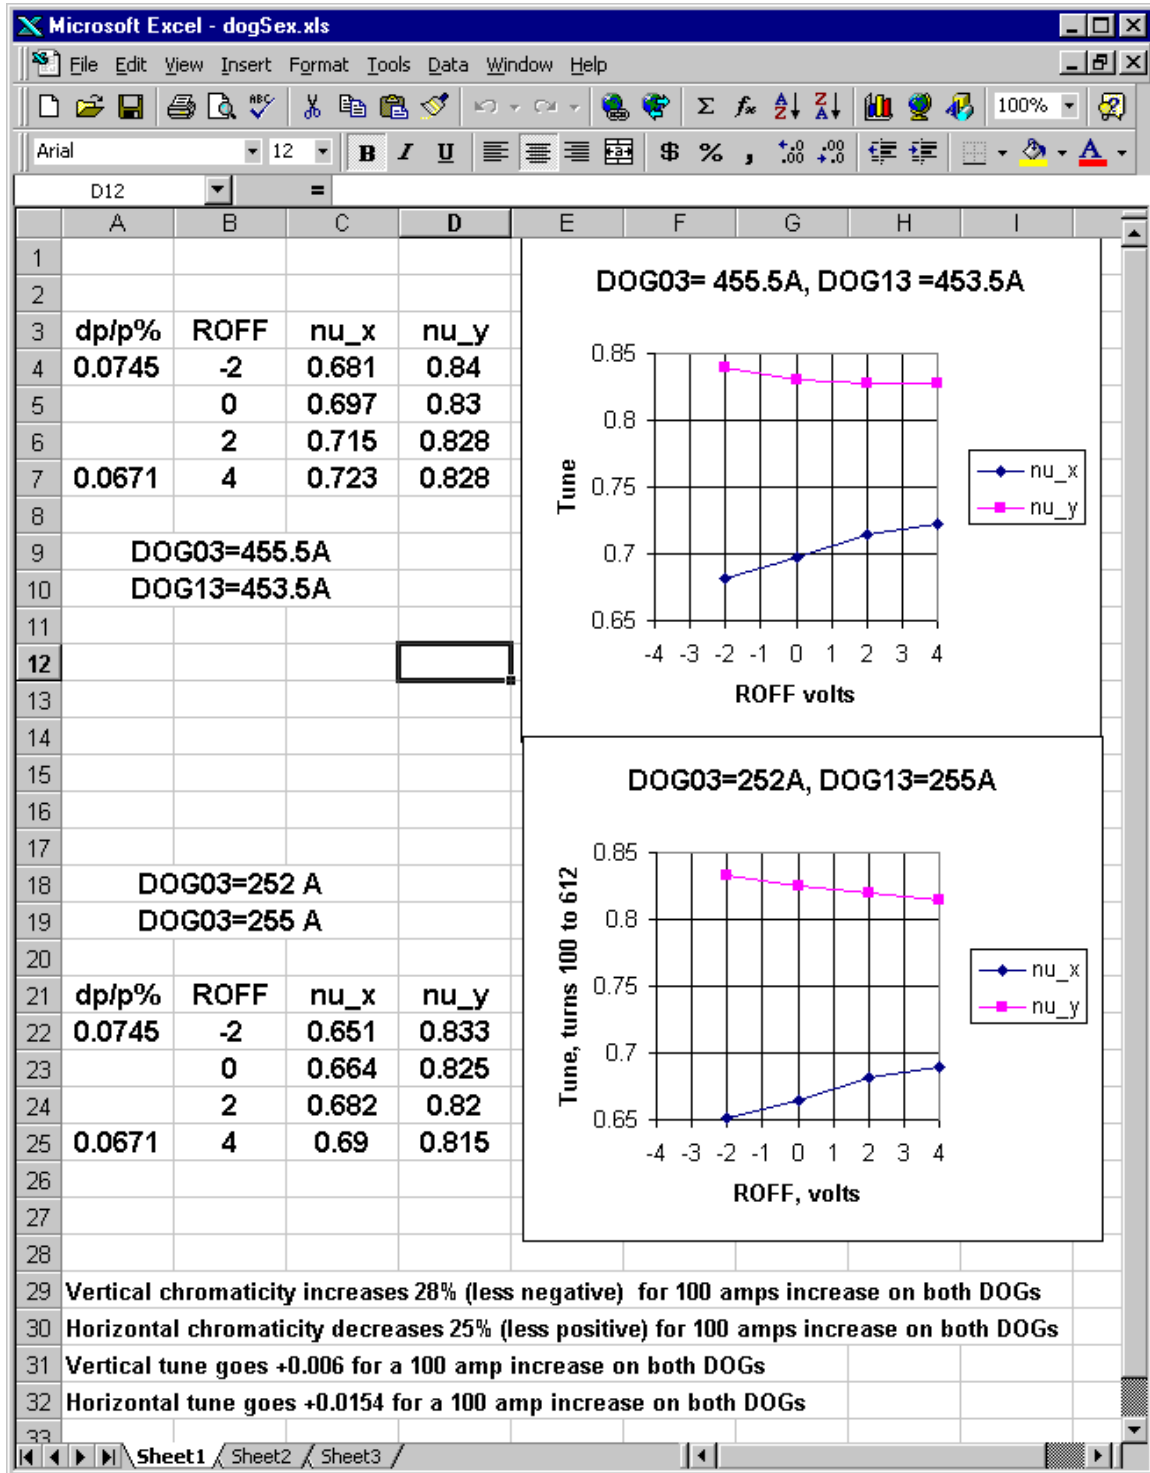 Microsoft Excel - dogSex.xls
File Edit View Insert Format Tools Data Window Help
100%
Arial 12 B I U $ % ,
D12 =
A B C D E F G H I
1
2
3 dp/p% ROFF nu_x nu_y
4 0.0745 -2 0.681 0.84
5 0 0.697 0.83
6 2 0.715 0.828
7 0.0671 4 0.723 0.828
8
9 DOG03=455.5A
10 DOG13=453.5A
11
12
13
14
15
16
17
18 DOG03=252 A
19 DOG03=255 A
20
21 dp/p% ROFF nu_x nu_y
22 0.0745 -2 0.651 0.833
23 0 0.664 0.825
24 2 0.682 0.82
25 0.0671 4 0.69 0.815
26
27
28
29 Vertical chromaticity increases 28% (less negative) for 100 amps increase on both DOGs
30 Horizontal chromaticity decreases 25% (less positive) for 100 amps increase on both DOGs
31 Vertical tune goes +0.006 for a 100 amp increase on both DOGs
32 Horizontal tune goes +0.0154 for a 100 amp increase on both DOGs
33
DOG03= 455.5A, DOG13 =453.5A
0.85
0.8
0.75
0.7
0.65
Tune
-4 -3 -2 -1 0 1 2 3 4
ROFF volts
nu_x
nu_y
DOG03=252A, DOG13=255A
0.85
0.8
0.75
0.7
0.65
Tune, turns 100 to 612
-4 -3 -2 -1 0 1 2 3 4
ROFF, volts
nu_x
nu_y
Sheet1 Sheet2 Sheet3